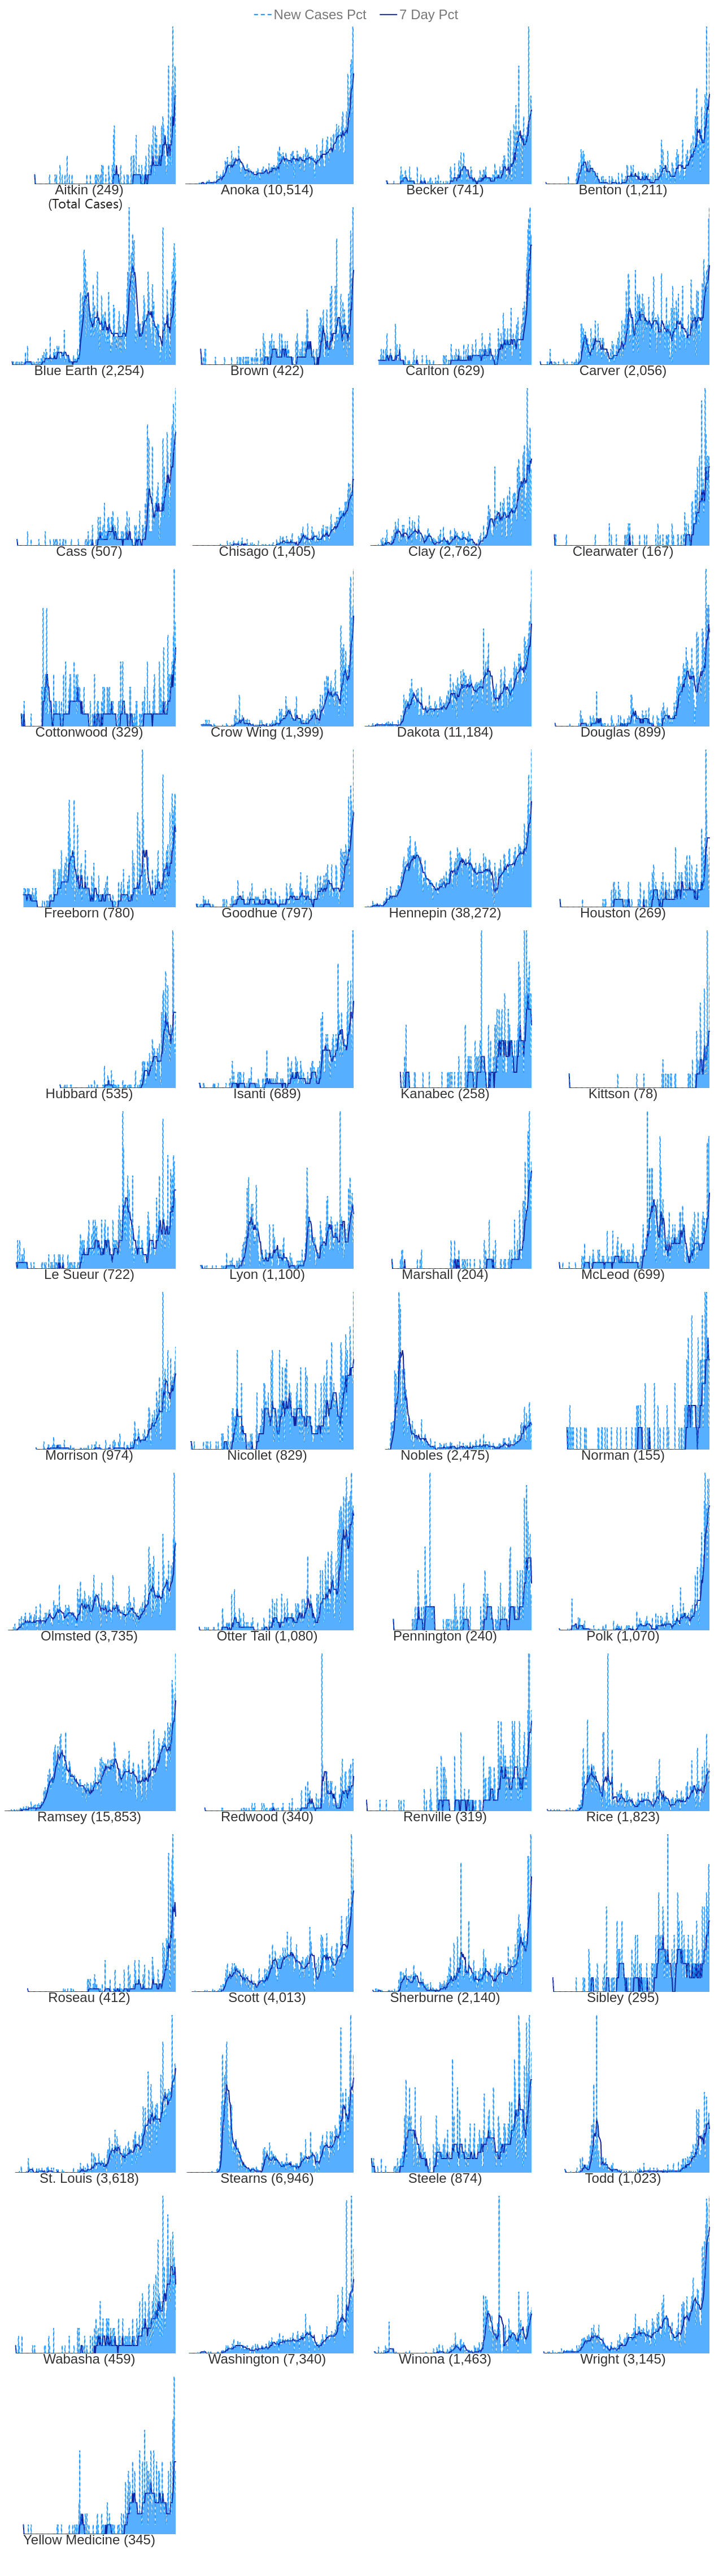 New Cases Pct 7 Day Pct
Aitkin (249) Anoka (10,514) Becker (741) Benton (1,211)
(Total Cases)
Blue Earth (2,254) Brown (422) Carlton (629) Carver (2,056)
Cass (507) Chisago (1,405) Clay (2,762) Clearwater (167)
Cottonwood (329) Crow Wing (1,399) Dakota (11,184) Douglas (899)
Freeborn (780) Goodhue (797) Hennepin (38,272) Houston (269)
Hubbard (535) Isanti (689) Kanabec (258) Kittson (78)
Le Sueur (722) Lyon (1,100) Marshall (204) McLeod (699)
Morrison (974) Nicollet (829) Nobles (2,475) Norman (155)
Olmsted (3,735) Otter Tail (1,080) Pennington (240) Polk (1,070)
Ramsey (15,853) Redwood (340) Renville (319) Rice (1,823)
Roseau (412) Scott (4,013) Sherburne (2,140) Sibley (295)
St. Louis (3,618) Stearns (6,946) Steele (874) Todd (1,023)
Wabasha (459) Washington (7,340) Winona (1,463) Wright (3,145)
Yellow Medicine (345)